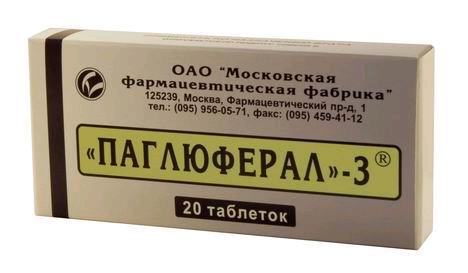 ОАО "Московская
фармацевтическая фабрика"
125239, Москва, Фармацевтический пр-д, 1
тел.: (095) 956-05-71, факс: (095) 459-41-12
«ПАГЛЮФЕРАЛ»-3®
20 таблеток